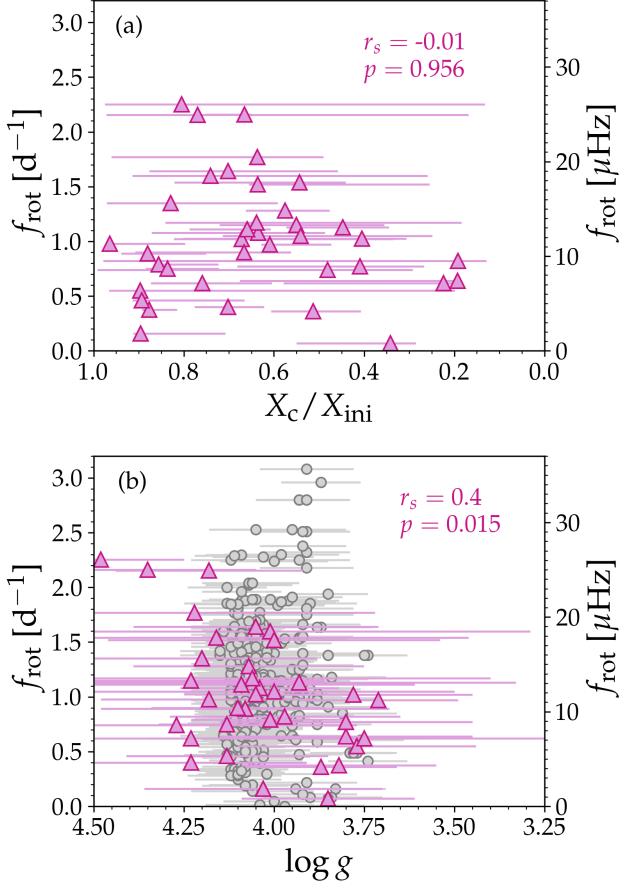 (a)
r_s = -0.01
p = 0.956
f_rot [d⁻¹]
3.0
2.5
2.0
1.5
1.0
0.5
0.0
f_rot [μHz]
30
20
10
0
1.0 0.8 0.6 0.4 0.2 0.0
X_c/X_ini
(b)
r_s = 0.4
p = 0.015
f_rot [d⁻¹]
3.0
2.5
2.0
1.5
1.0
0.5
0.0
f_rot [μHz]
30
20
10
0
4.50 4.25 4.00 3.75 3.50 3.25
log g